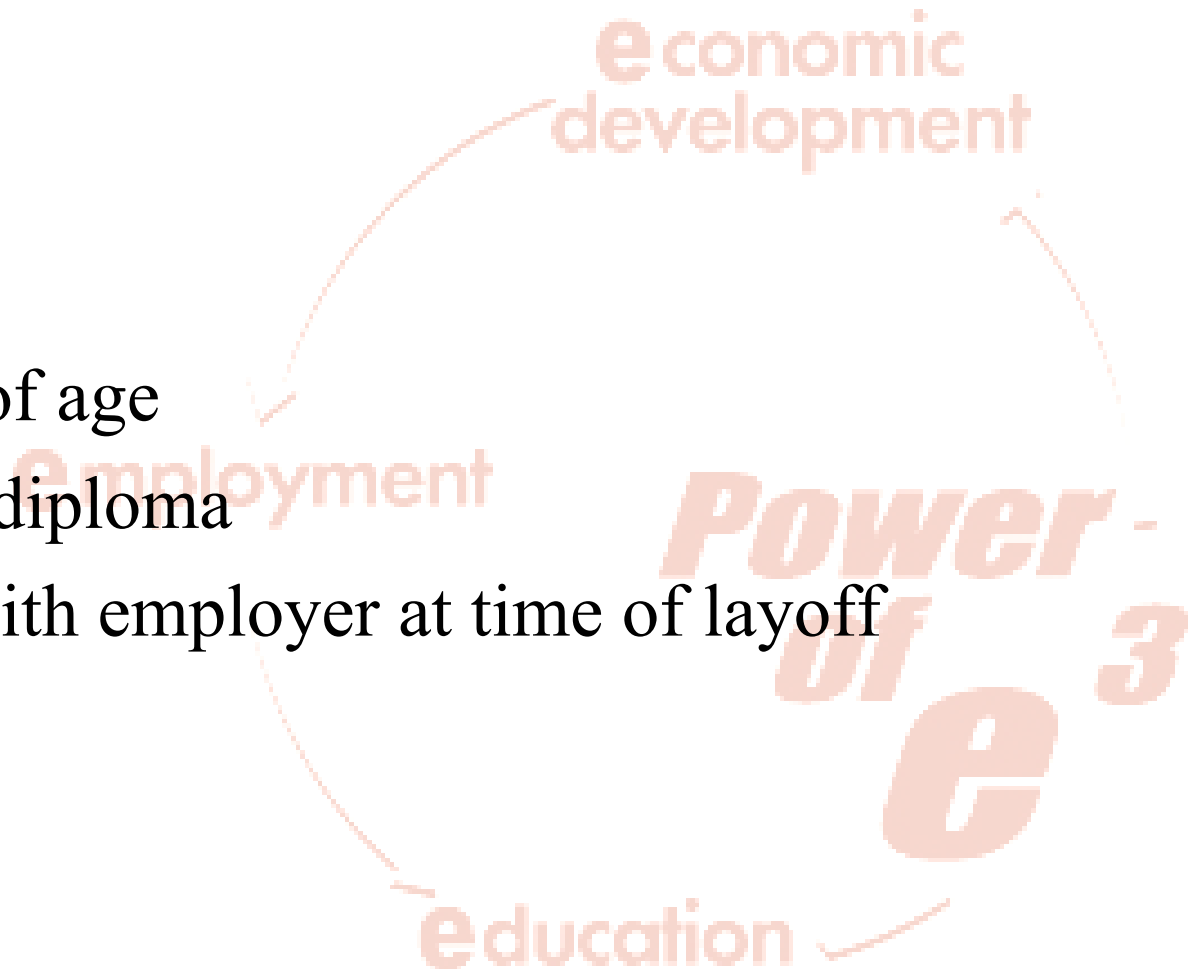 economic
development
of age
employment
diploma
Power
ith employer at time of layoff
of 3
e
education